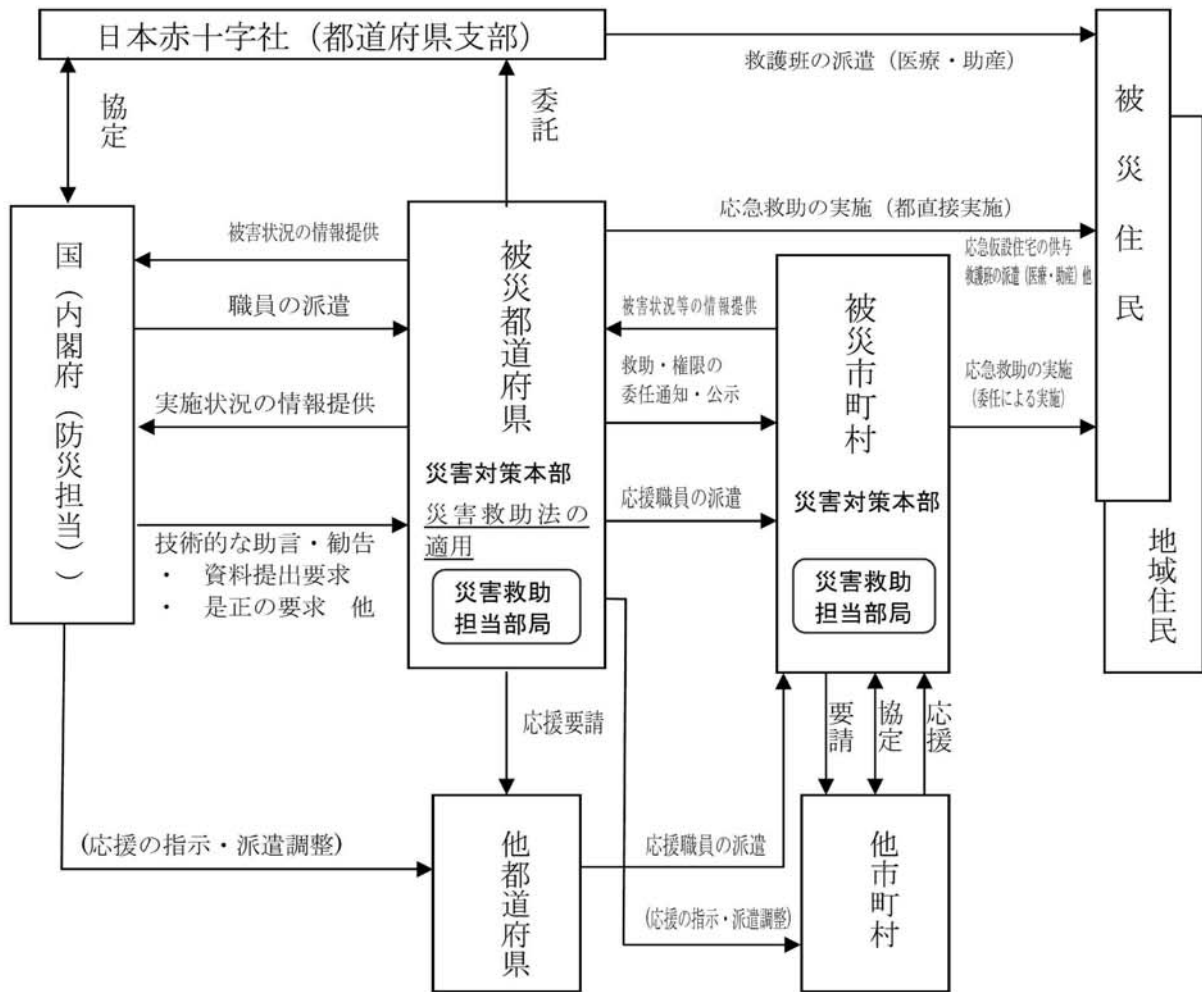 日本赤十字社（都道府県支部）
救護班の派遣（医療・助産）
協定
委託
被災住民
地域住民
国（内閣府（防災担当））
被害状況の情報提供
職員の派遣
実施状況の情報提供
技術的な助言・勧告
・ 資料提出要求
・ 是正の要求 他
被災都道府県
災害対策本部
災害救助法の
適用
災害救助
担当部局
応急救助の実施（都直接実施）
応急仮設住宅の供与
救護班の派遣（医療・助産）他
被害状況等の情報提供
救助・権限の
委任通知・公示
応援職員の派遣
被災市町村
災害対策本部
災害救助
担当部局
応急救助の実施
（委任による実施）
応援要請
要請
協定
応援
(応援の指示・派遣調整)
他都道府県
応援職員の派遣
(応援の指示・派遣調整)
他市町村